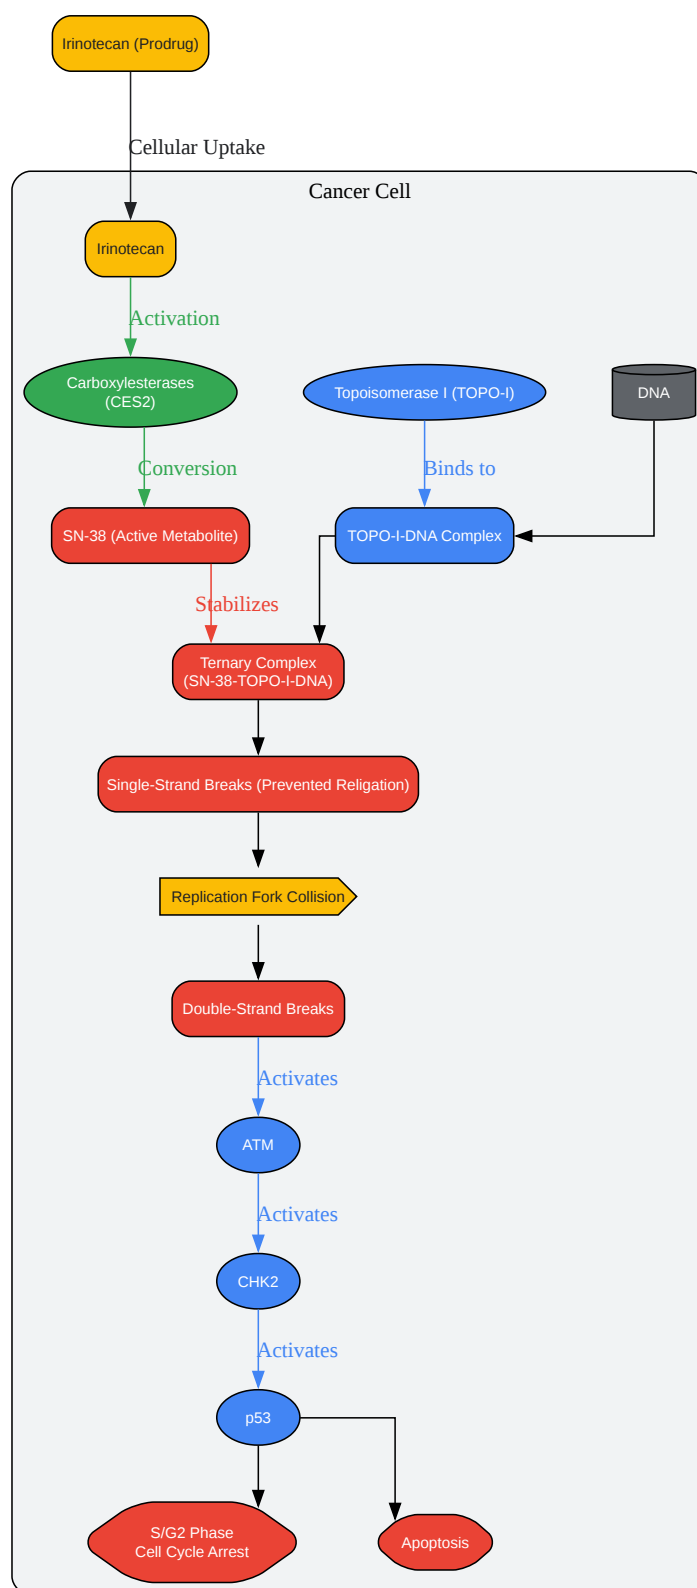 Irinotecan (Prodrug)
Cellular Uptake
Cancer Cell
Irinotecan
Activation
Carboxylesterases
(CES2)
Topoisomerase I (TOPO-I)
DNA
Conversion
Binds to
SN-38 (Active Metabolite)
TOPO-I-DNA Complex
Stabilizes
Ternary Complex
(SN-38-TOPO-I-DNA)
Single-Strand Breaks (Prevented Religation)
Replication Fork Collision
Double-Strand Breaks
Activates
ATM
Activates
CHK2
Activates
p53
S/G2 Phase
Cell Cycle Arrest
Apoptosis